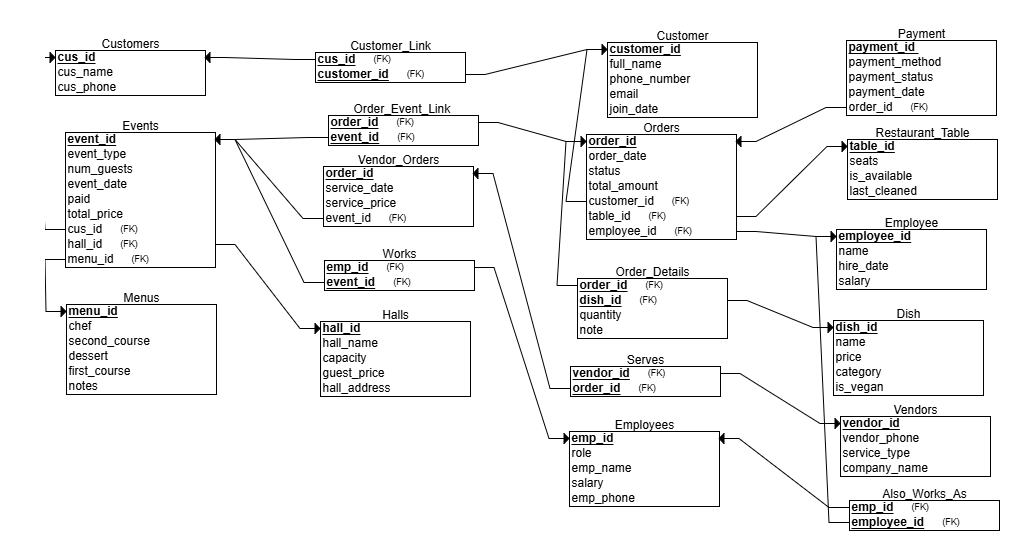 Customers
cus_id
cus_name
cus_phone
Customer_Link
cus_id (FK)
customer_id (FK)
Customer
customer_id
full_name
phone_number
email
join_date
Payment
payment_id
payment_method
payment_status
payment_date
order_id (FK)
Events
event_id
event_type
num_guests
event_date
paid
total_price
cus_id (FK)
hall_id (FK)
menu_id (FK)
Order_Event_Link
order_id (FK)
event_id (FK)
Vendor_Orders
order_id
service_date
service_price
event_id (FK)
Orders
order_id
order_date
status
total_amount
customer_id (FK)
table_id (FK)
employee_id (FK)
Restaurant_Table
table_id
seats
is_available
last_cleaned
Employee
employee_id
name
hire_date
salary
Works
emp_id (FK)
event_id (FK)
Order_Details
order_id (FK)
dish_id (FK)
quantity
note
Menus
menu_id
chef
second_course
dessert
first_course
notes
Halls
hall_id
hall_name
capacity
guest_price
hall_address
Dish
dish_id
name
price
category
is_vegan
Serves
vendor_id (FK)
order_id (FK)
Vendors
vendor_id
vendor_phone
service_type
company_name
Employees
emp_id
role
emp_name
salary
emp_phone
Also_Works_As
emp_id (FK)
employee_id (FK)